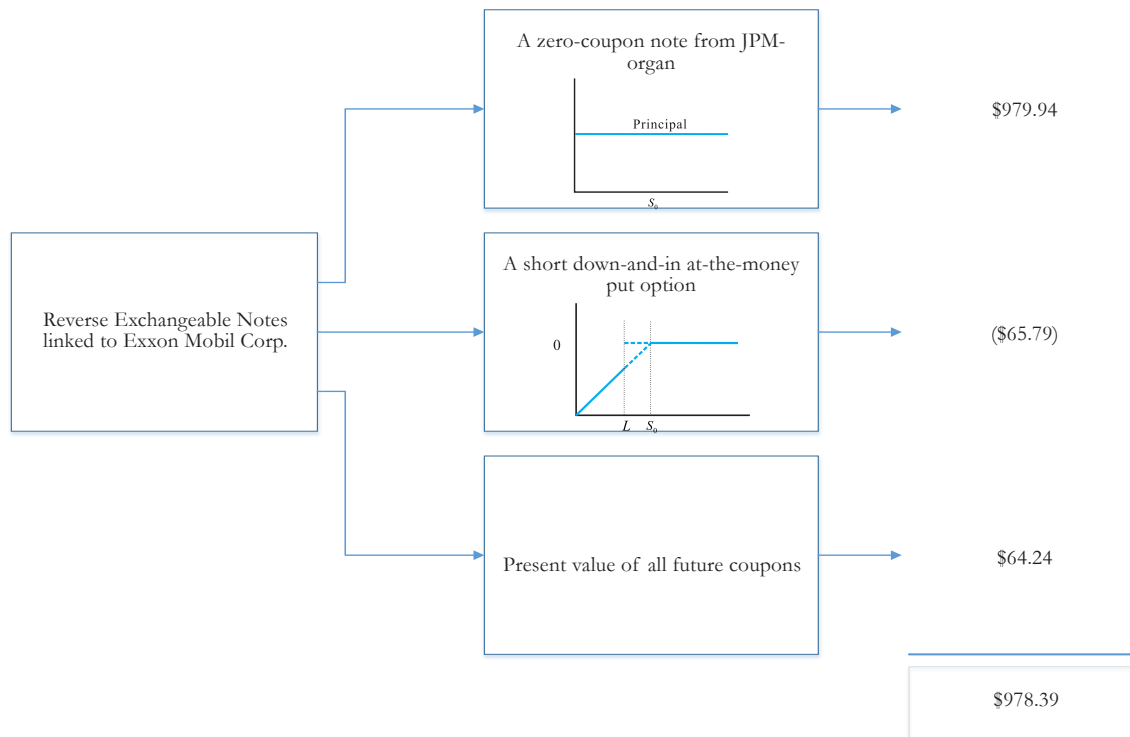 A zero-coupon note from JPM-
organ
Principal
S₀
$979.94
Reverse Exchangeable Notes
linked to Exxon Mobil Corp.
A short down-and-in at-the-money
put option
0
L S₀
($65.79)
Present value of all future coupons
$64.24
$978.39